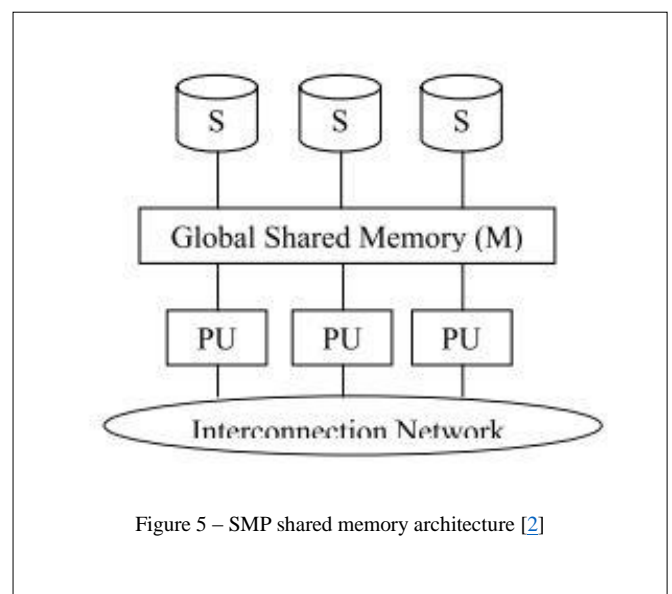 S S S
Global Shared Memory (M)
PU PU PU
Interconnection Network
Figure 5 – SMP shared memory architecture [2]